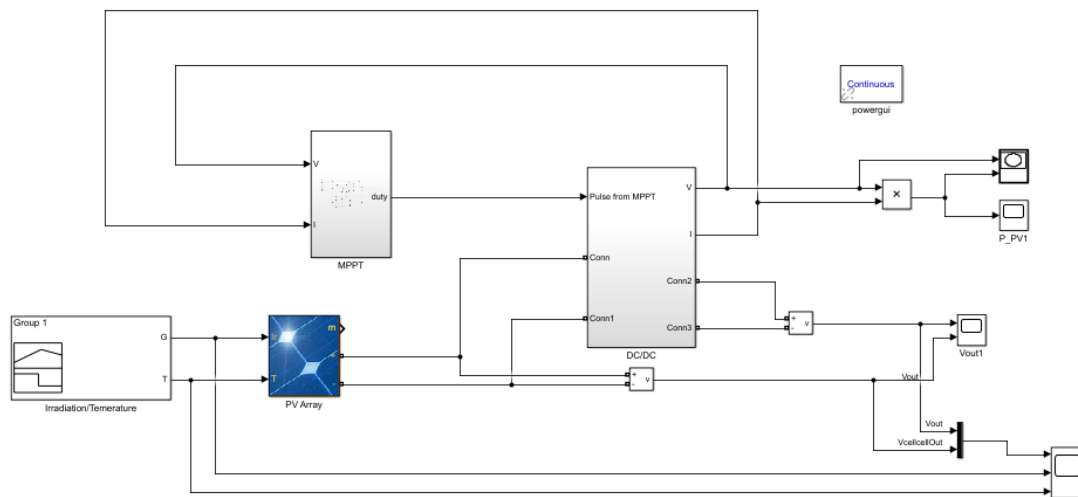 Continuous
powergui
V
duty
I
MPPT
Pulse from MPPT
V
I
Conn
Conn1
Conn2
Conn3
DC/DC
×
P_PV1
Group 1
G
T
Irradiation/Temerature
Ir
T
m
+
-
PV Array
+
-
v
+
-
v
Vout1
Vout
Vout
VcellcellOut